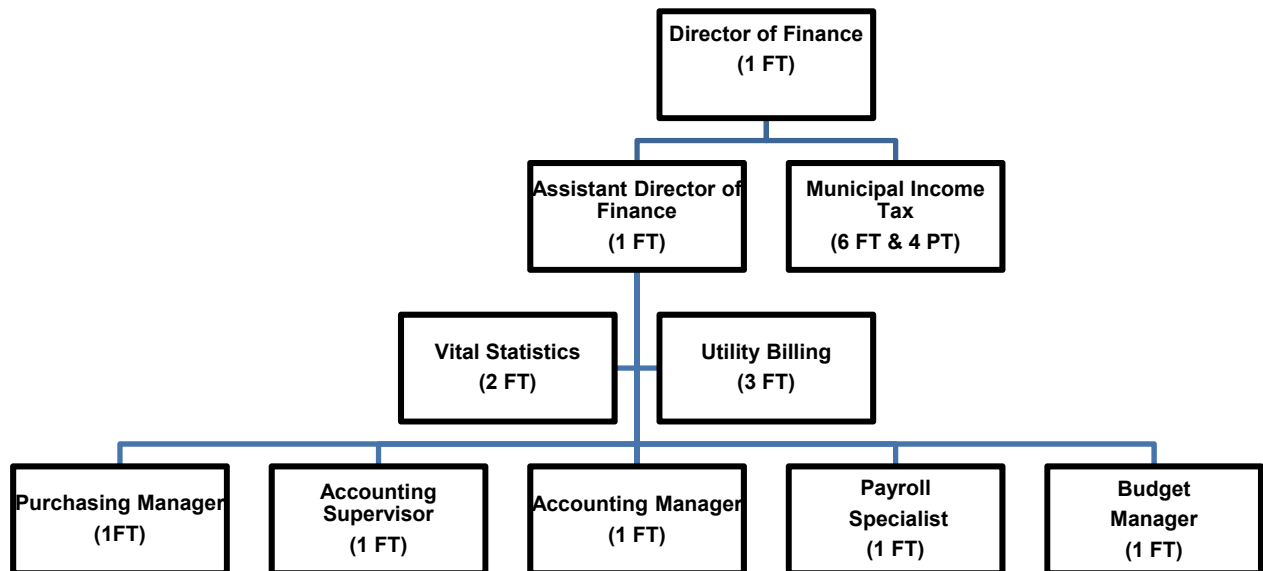 Director of Finance
(1 FT)
Assistant Director of
Finance
(1 FT)
Municipal Income
Tax
(6 FT & 4 PT)
Vital Statistics
(2 FT)
Utility Billing
(3 FT)
Purchasing Manager
(1FT)
Accounting
Supervisor
(1 FT)
Accounting Manager
(1 FT)
Payroll
Specialist
(1 FT)
Budget
Manager
(1 FT)